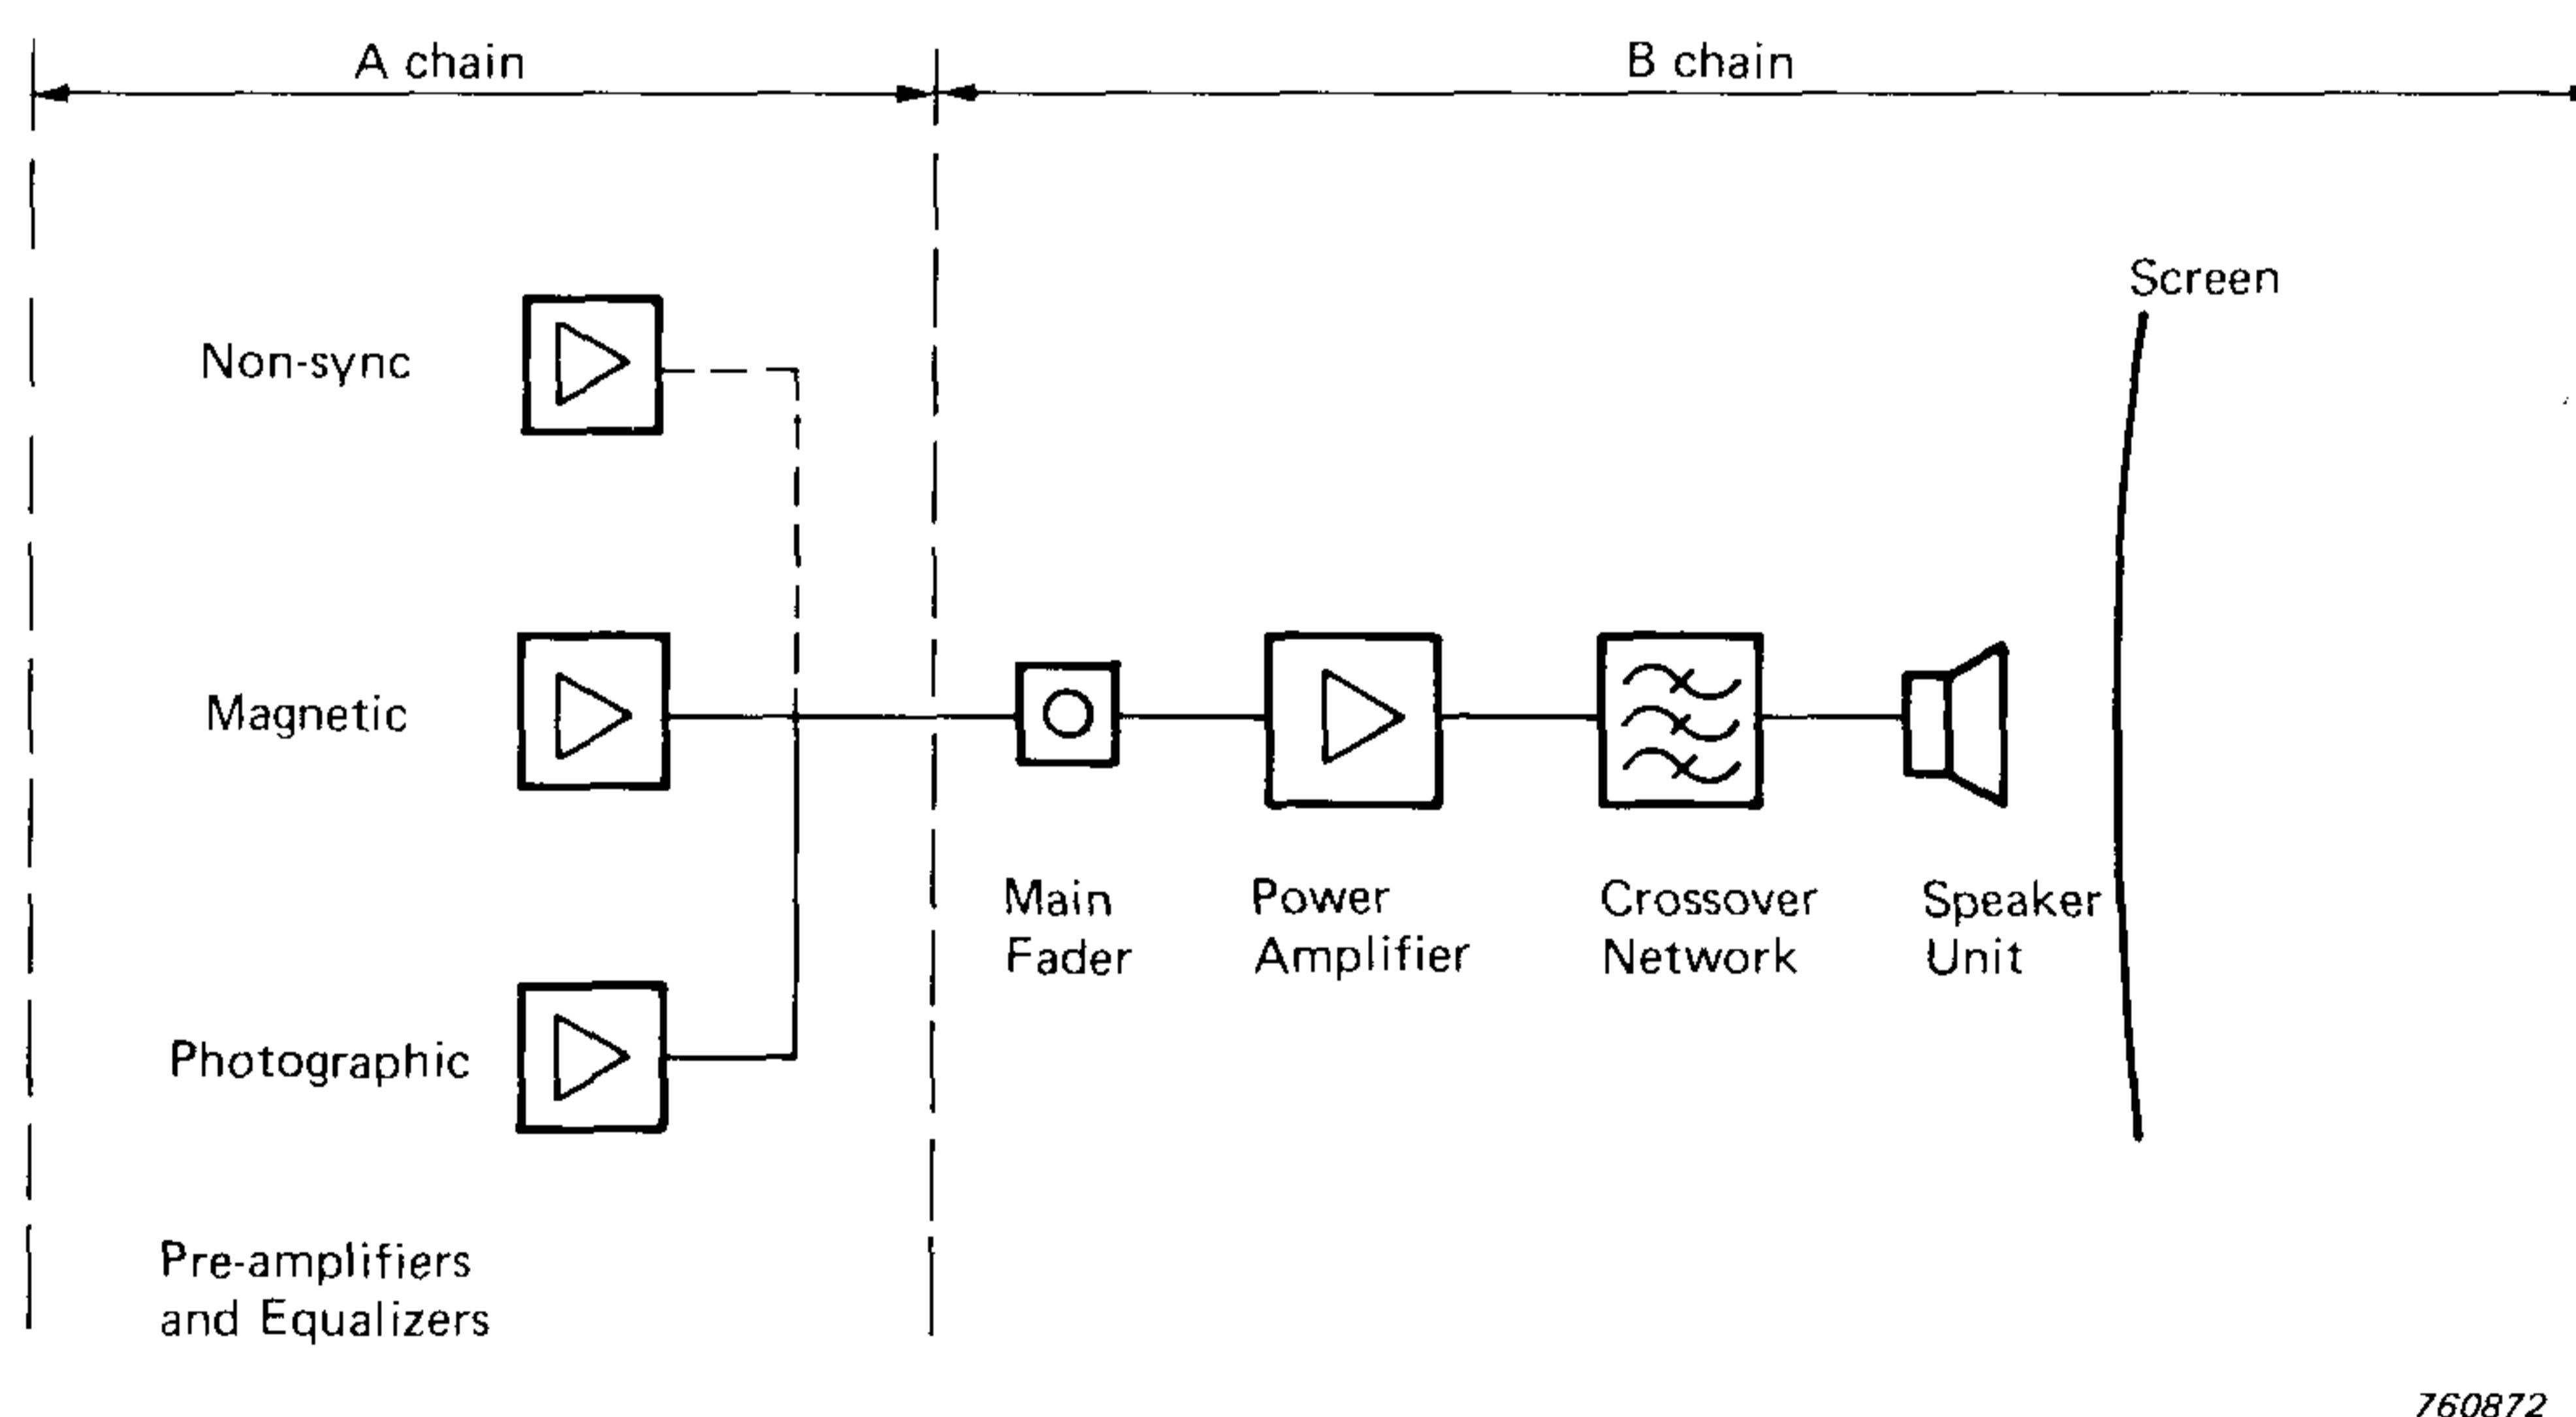 A chain
B chain
Screen
Non-sync
Magnetic
Main
Fader
Power
Amplifier
Crossover
Network
Speaker
Unit
Photographic
Pre-amplifiers
and Equalizers
760872